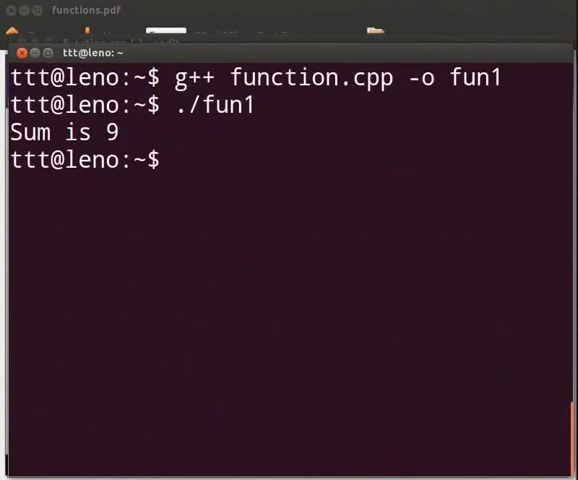 functions.pdf
ttt@leno: ~
ttt@leno:~$ g++ function.cpp -o fun1
ttt@leno:~$ ./fun1
Sum is 9
ttt@leno:~$